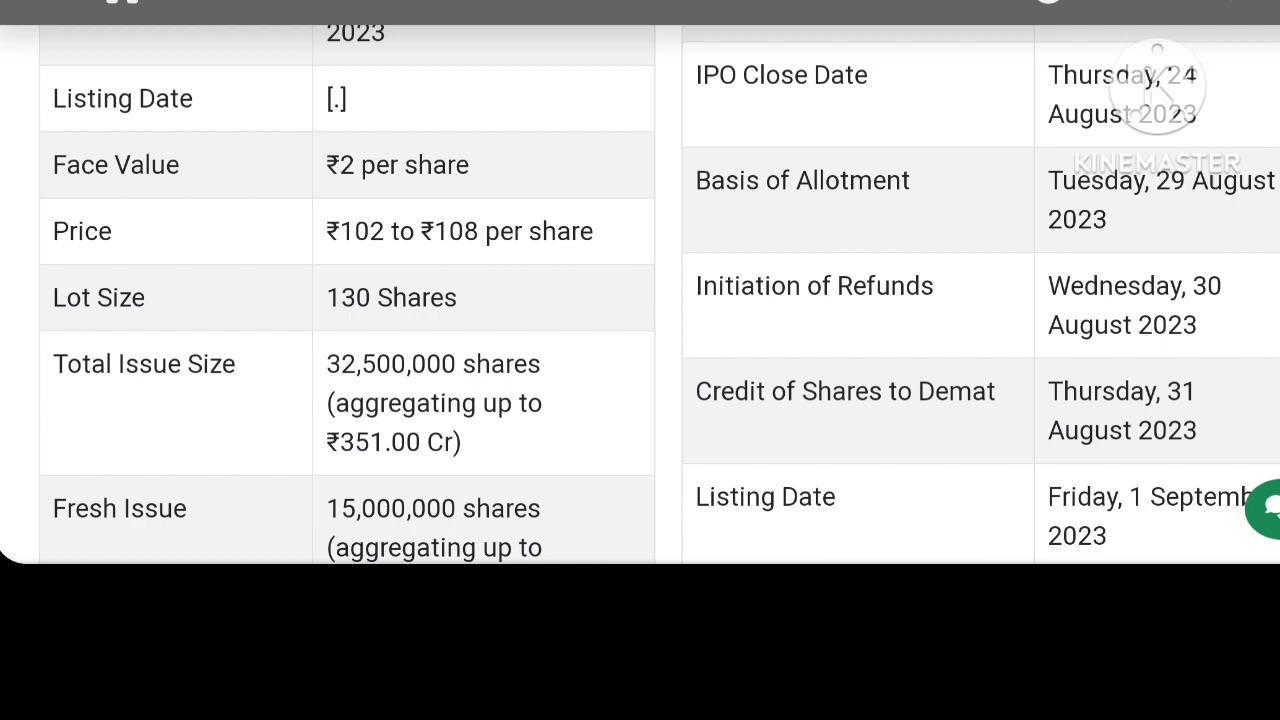 2023
Listing Date [.]
Face Value ₹2 per share
Price ₹102 to ₹108 per share
Lot Size 130 Shares
Total Issue Size 32,500,000 shares
(aggregating up to
₹351.00 Cr)
Fresh Issue 15,000,000 shares
(aggregating up to
IPO Close Date Thursday, 24
August 2023
KINEMASTER
Basis of Allotment Tuesday, 29 August
2023
Initiation of Refunds Wednesday, 30
August 2023
Credit of Shares to Demat Thursday, 31
August 2023
Listing Date Friday, 1 Septemb
2023